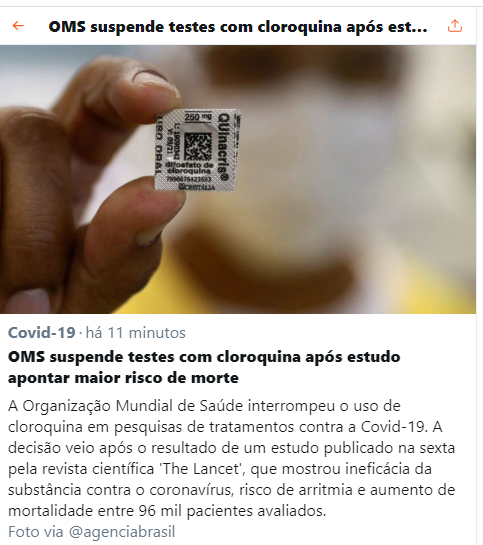 OMS suspende testes com cloroquina após est...
250 mg
QUInacris®
USO ORAL
difosfato de
cloroquina
CRISTÁLIA
Covid-19 · há 11 minutos
OMS suspende testes com cloroquina após estudo
apontar maior risco de morte
A Organização Mundial de Saúde interrompeu o uso de
cloroquina em pesquisas de tratamentos contra a Covid-19. A
decisão veio após o resultado de um estudo publicado na sexta
pela revista científica 'The Lancet', que mostrou ineficácia da
substância contra o coronavírus, risco de arritmia e aumento de
mortalidade entre 96 mil pacientes avaliados.
Foto via @agenciabrasil